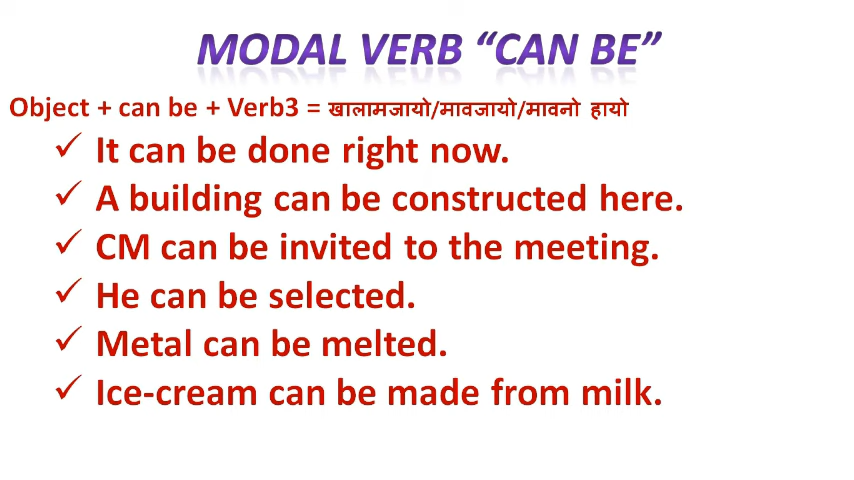 MODAL VERB “CAN BE”
Object + can be + Verb3 = खालामजायो/मावजायो/मावनो हायो
✓ It can be done right now.
✓ A building can be constructed here.
✓ CM can be invited to the meeting.
✓ He can be selected.
✓ Metal can be melted.
✓ Ice-cream can be made from milk.